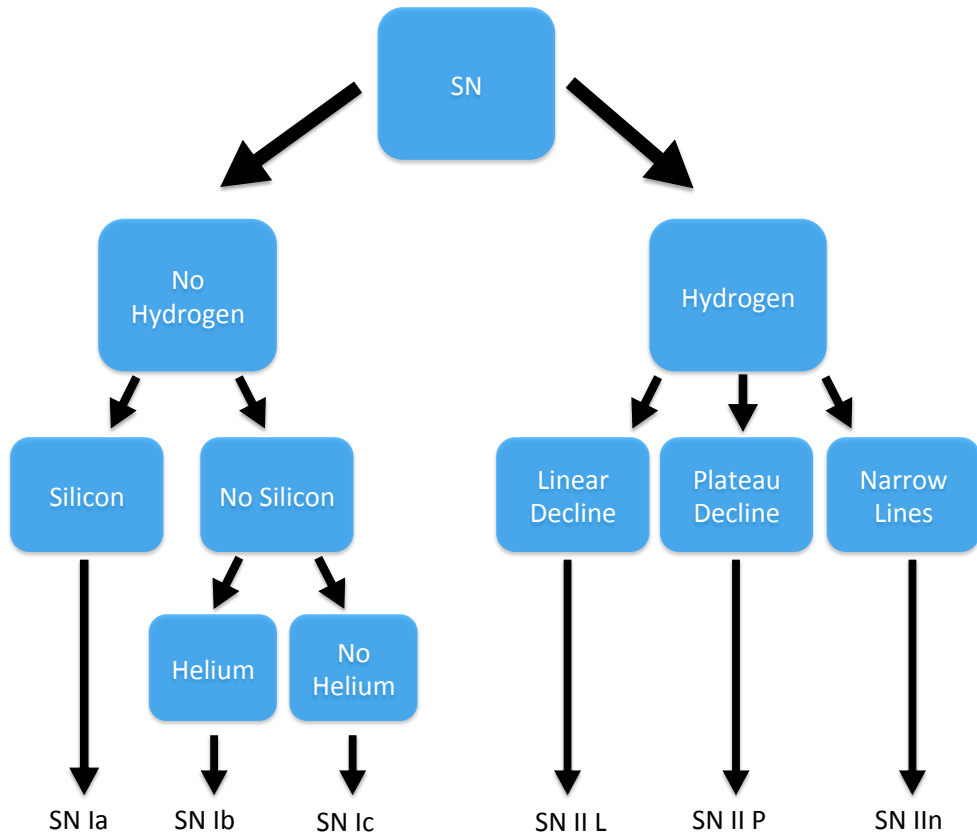 SN
No
Hydrogen
Hydrogen
Silicon
No Silicon
Linear
Decline
Plateau
Decline
Narrow
Lines
Helium
No
Helium
SN Ia
SN Ib
SN Ic
SN II L
SN II P
SN IIn